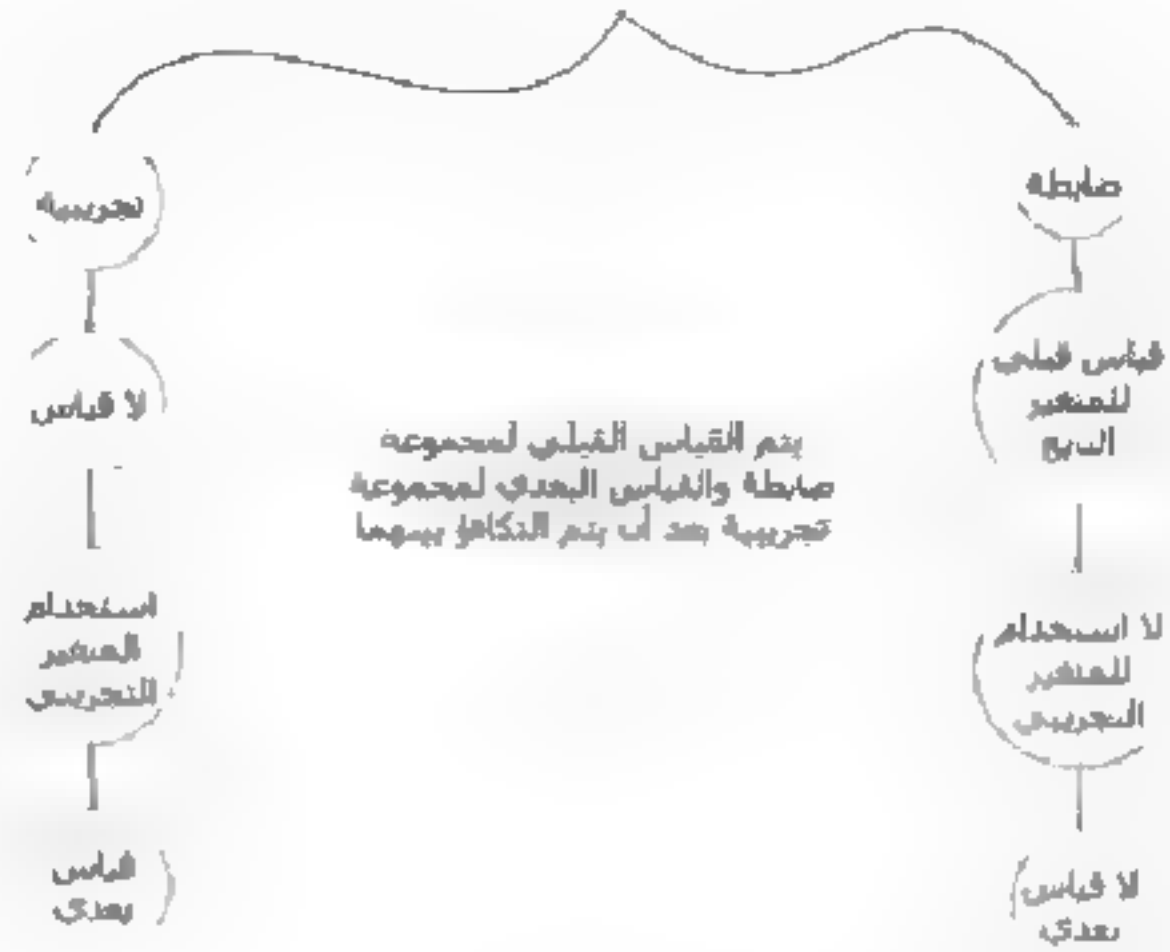 ضابطة
قياس قبلي
للمتغير
التابع
لا استخدام
للمتغير
التجريبي
لا قياس
بعدي
يتم القياس القبلي لمجموعة
ضابطة والقياس البعدي لمجموعة
تجريبية بعد أن يتم التكافؤ بينهما
تجريبية
لا قياس
استخدام
المتغير
التجريبي
قياس
بعدي